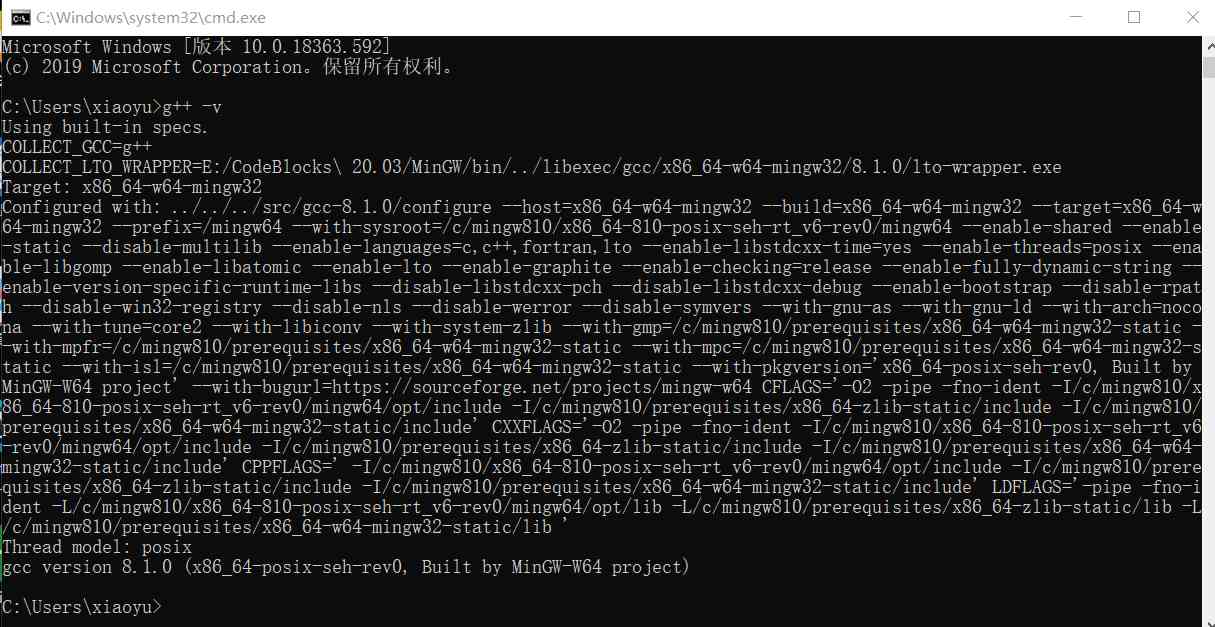 C:\Windows\system32\cmd.exe
Microsoft Windows [版本 10.0.18363.592]
(c) 2019 Microsoft Corporation。保留所有权利。
C:\Users\xiaoyu>g++ -v
Using built-in specs.
COLLECT_GCC=g++
COLLECT_LTO_WRAPPER=E:/CodeBlocks\ 20.03/MinGW/bin/../libexec/gcc/x86_64-w64-mingw32/8.1.0/lto-wrapper.exe
Target: x86_64-w64-mingw32
Configured with: ../../../src/gcc-8.1.0/configure --host=x86_64-w64-mingw32 --build=x86_64-w64-mingw32 --target=x86_64-w
64-mingw32 --prefix=/mingw64 --with-sysroot=/c/mingw810/x86_64-810-posix-seh-rt_v6-rev0/mingw64 --enable-shared --enable
-static --disable-multilib --enable-languages=c,c++,fortran,lto --enable-libstdcxx-time=yes --enable-threads=posix --ena
ble-libgomp --enable-libatomic --enable-lto --enable-graphite --enable-checking=release --enable-fully-dynamic-string --
enable-version-specific-runtime-libs --disable-libstdcxx-pch --disable-libstdcxx-debug --enable-bootstrap --disable-rpat
h --disable-win32-registry --disable-nls --disable-werror --disable-symvers --with-gnu-as --with-gnu-ld --with-arch=noco
na --with-tune=core2 --with-libiconv --with-system-zlib --with-gmp=/c/mingw810/prerequisites/x86_64-w64-mingw32-static -
-with-mpfr=/c/mingw810/prerequisites/x86_64-w64-mingw32-static --with-mpc=/c/mingw810/prerequisites/x86_64-w64-mingw32-s
tatic --with-isl=/c/mingw810/prerequisites/x86_64-w64-mingw32-static --with-pkgversion='x86_64-posix-seh-rev0, Built by
MinGW-W64 project' --with-bugurl=https://sourceforge.net/projects/mingw-w64 CFLAGS='-O2 -pipe -fno-ident -I/c/mingw810/x
86_64-810-posix-seh-rt_v6-rev0/mingw64/opt/include -I/c/mingw810/prerequisites/x86_64-zlib-static/include -I/c/mingw810/
prerequisites/x86_64-w64-mingw32-static/include' CXXFLAGS='-O2 -pipe -fno-ident -I/c/mingw810/x86_64-810-posix-seh-rt_v6
-rev0/mingw64/opt/include -I/c/mingw810/prerequisites/x86_64-zlib-static/include -I/c/mingw810/prerequisites/x86_64-w64-
mingw32-static/include' CPPFLAGS=' -I/c/mingw810/x86_64-810-posix-seh-rt_v6-rev0/mingw64/opt/include -I/c/mingw810/prere
quisites/x86_64-zlib-static/include -I/c/mingw810/prerequisites/x86_64-w64-mingw32-static/include' LDFLAGS='-pipe -fno-i
dent -L/c/mingw810/x86_64-810-posix-seh-rt_v6-rev0/mingw64/opt/lib -L/c/mingw810/prerequisites/x86_64-zlib-static/lib -L
/c/mingw810/prerequisites/x86_64-w64-mingw32-static/lib '
Thread model: posix
gcc version 8.1.0 (x86_64-posix-seh-rev0, Built by MinGW-W64 project)
C:\Users\xiaoyu>